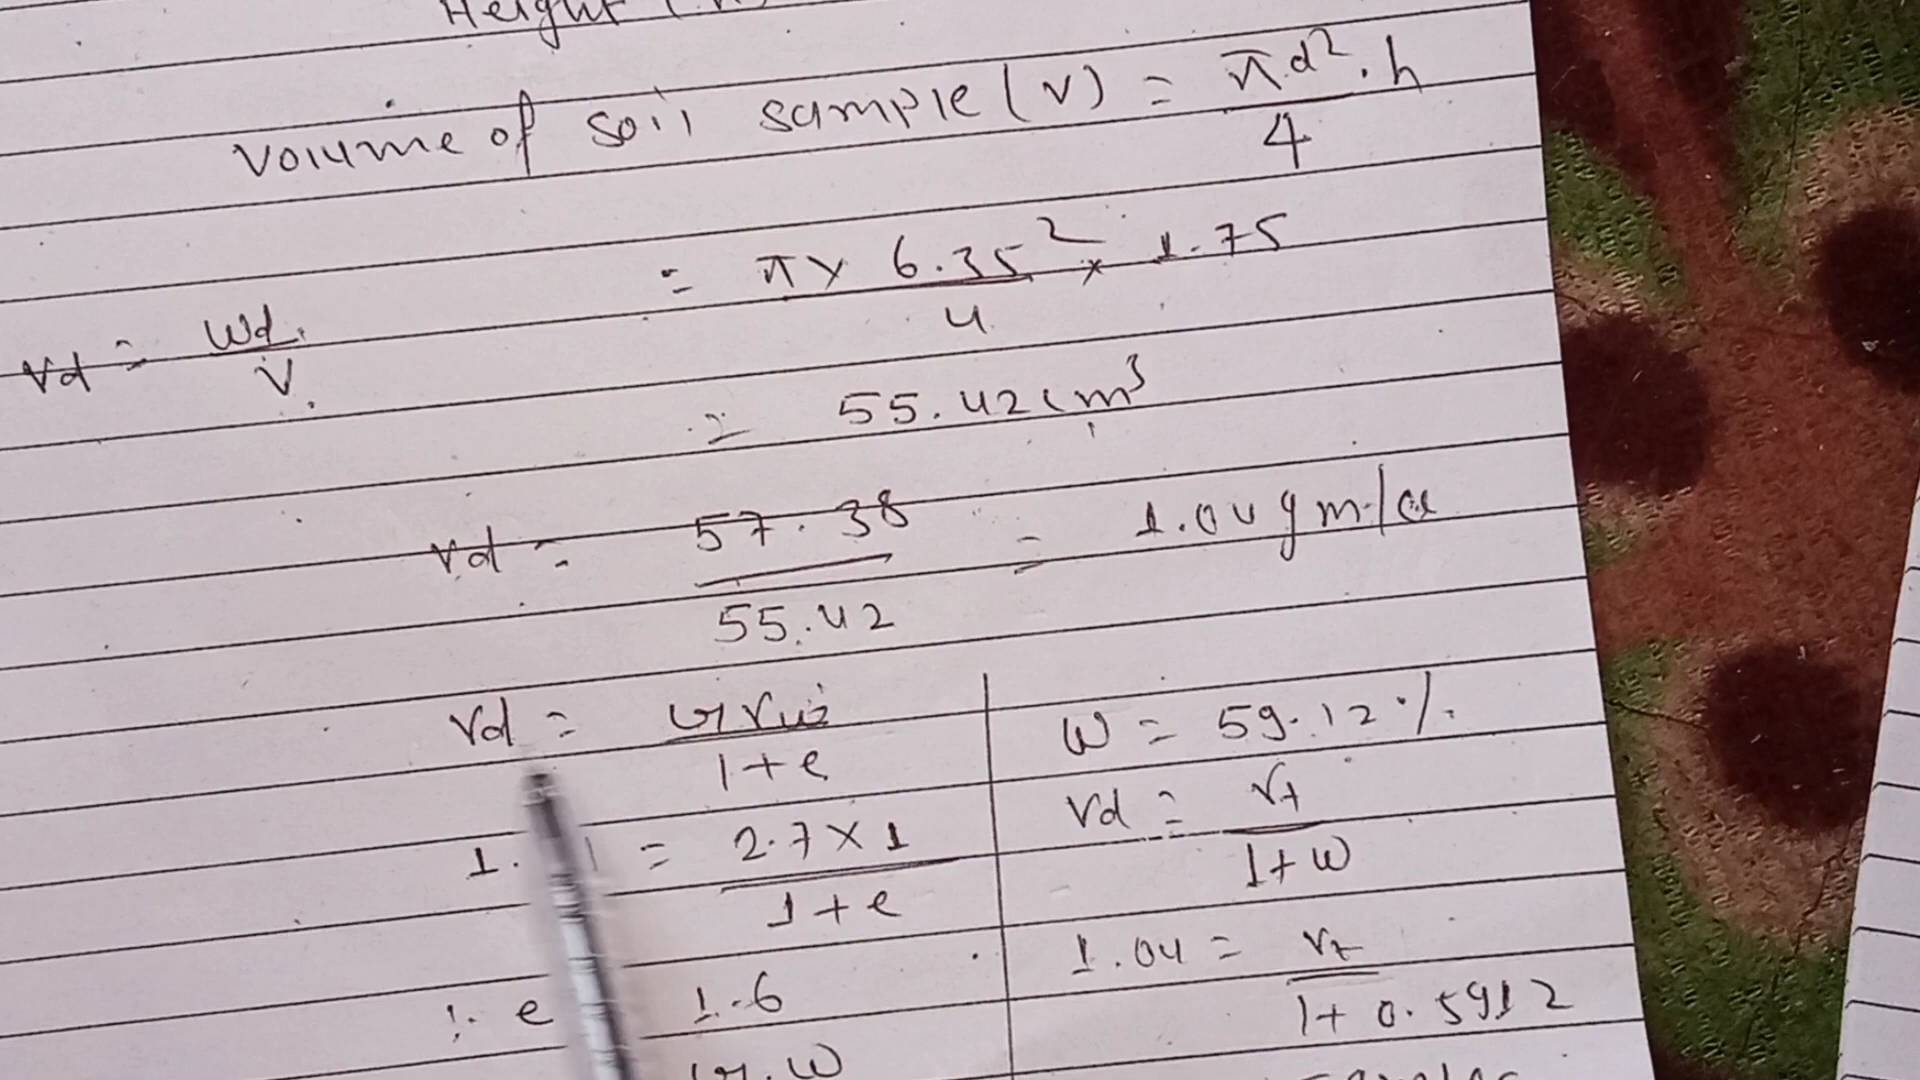 Height (
Volume of soil sample (v) = πd².h / 4
= π × 6.35² / 4 × 1.75
γd = Wd / V
= 55.42 cm³
γd = 57.38 / 55.42 = 1.04 gm/cc
γd = Gγw / 1+e
1. = 2.7 × 1 / 1+e
∴ e 1.6
G.w
w = 59.12 %
γd = γt / 1+w
1.04 = γt / 1+0.5912